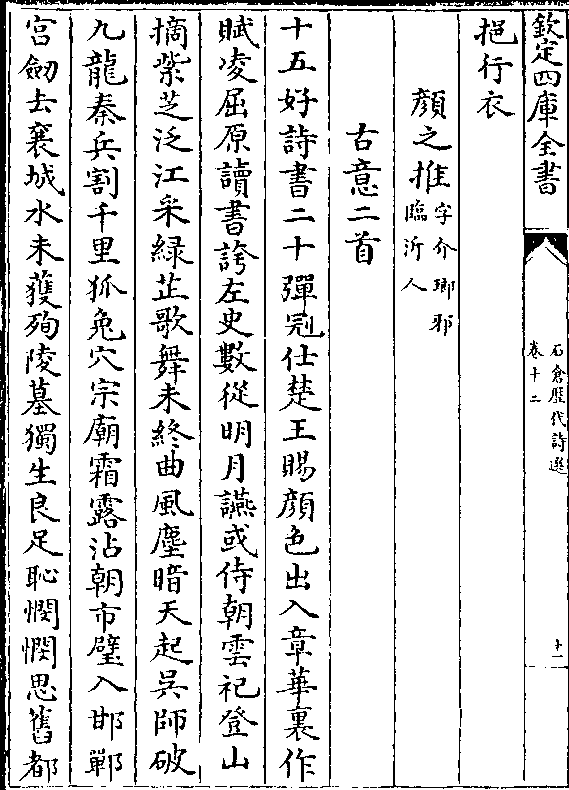 欽定四庫全書
石倉歴代詩選
卷十二
十一
挹行衣
顔之推
字介瑯邪
臨沂人
古意二首
十五好詩書二十彈冠仕楚王賜顔色出入章華裏作
賦凌屈原讀書誇左史數從明月讌或侍朝雲祀登山
摘紫芝泛江采緑芷歌舞未終曲風塵暗天起吳師破
九龍秦兵割千里狐兔穴宗廟霜露沾朝市璧入邯鄲
宫劒去襄城水未獲殉陵墓獨生良足恥憫憫思舊都